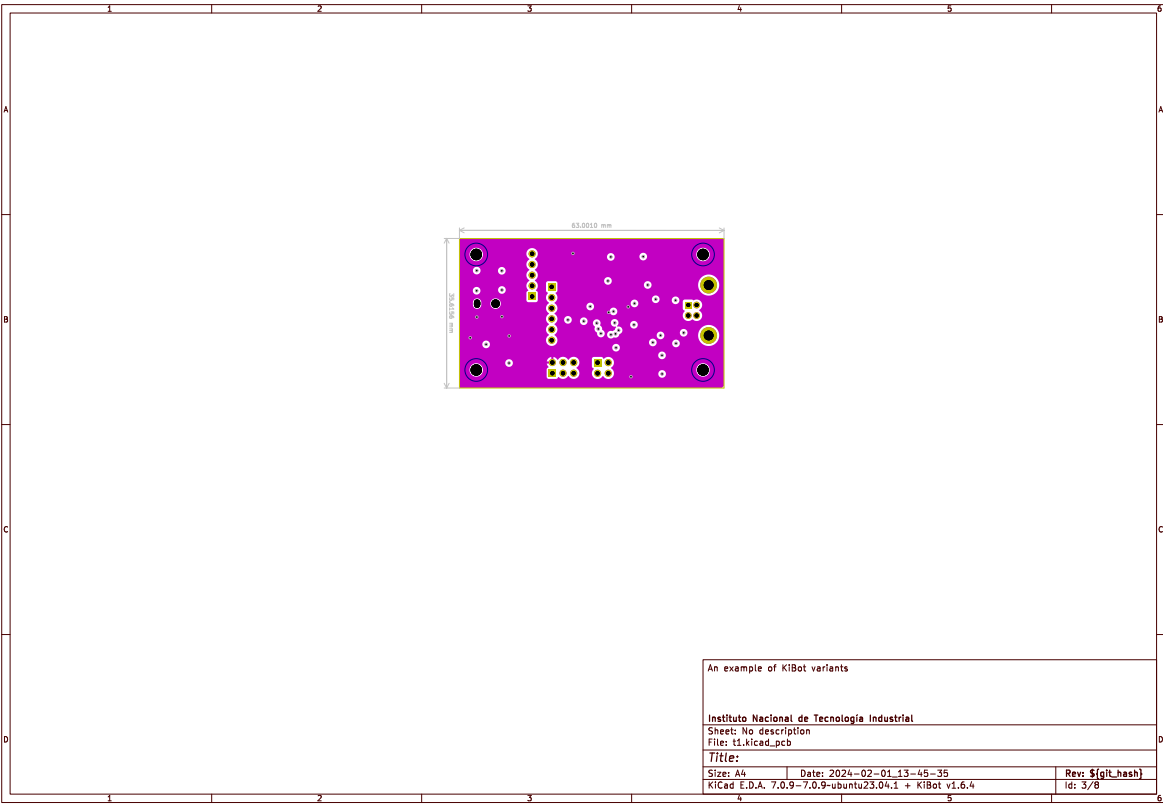 1 2 3 4 5 6
A A
63.0010 mm
B B
C C
An example of KiBot variants
Instituto Nacional de Tecnología Industrial
Sheet: No description
File: t1.kicad_pcb
D D
Title:
Size: A4 Date: 2024-02-01_13-45-35 Rev: ${git_hash}
KiCad E.D.A. 7.0.9-7.0.9~ubuntu23.04.1 + KiBot v1.6.4 Id: 3/8
1 2 3 4 5 6